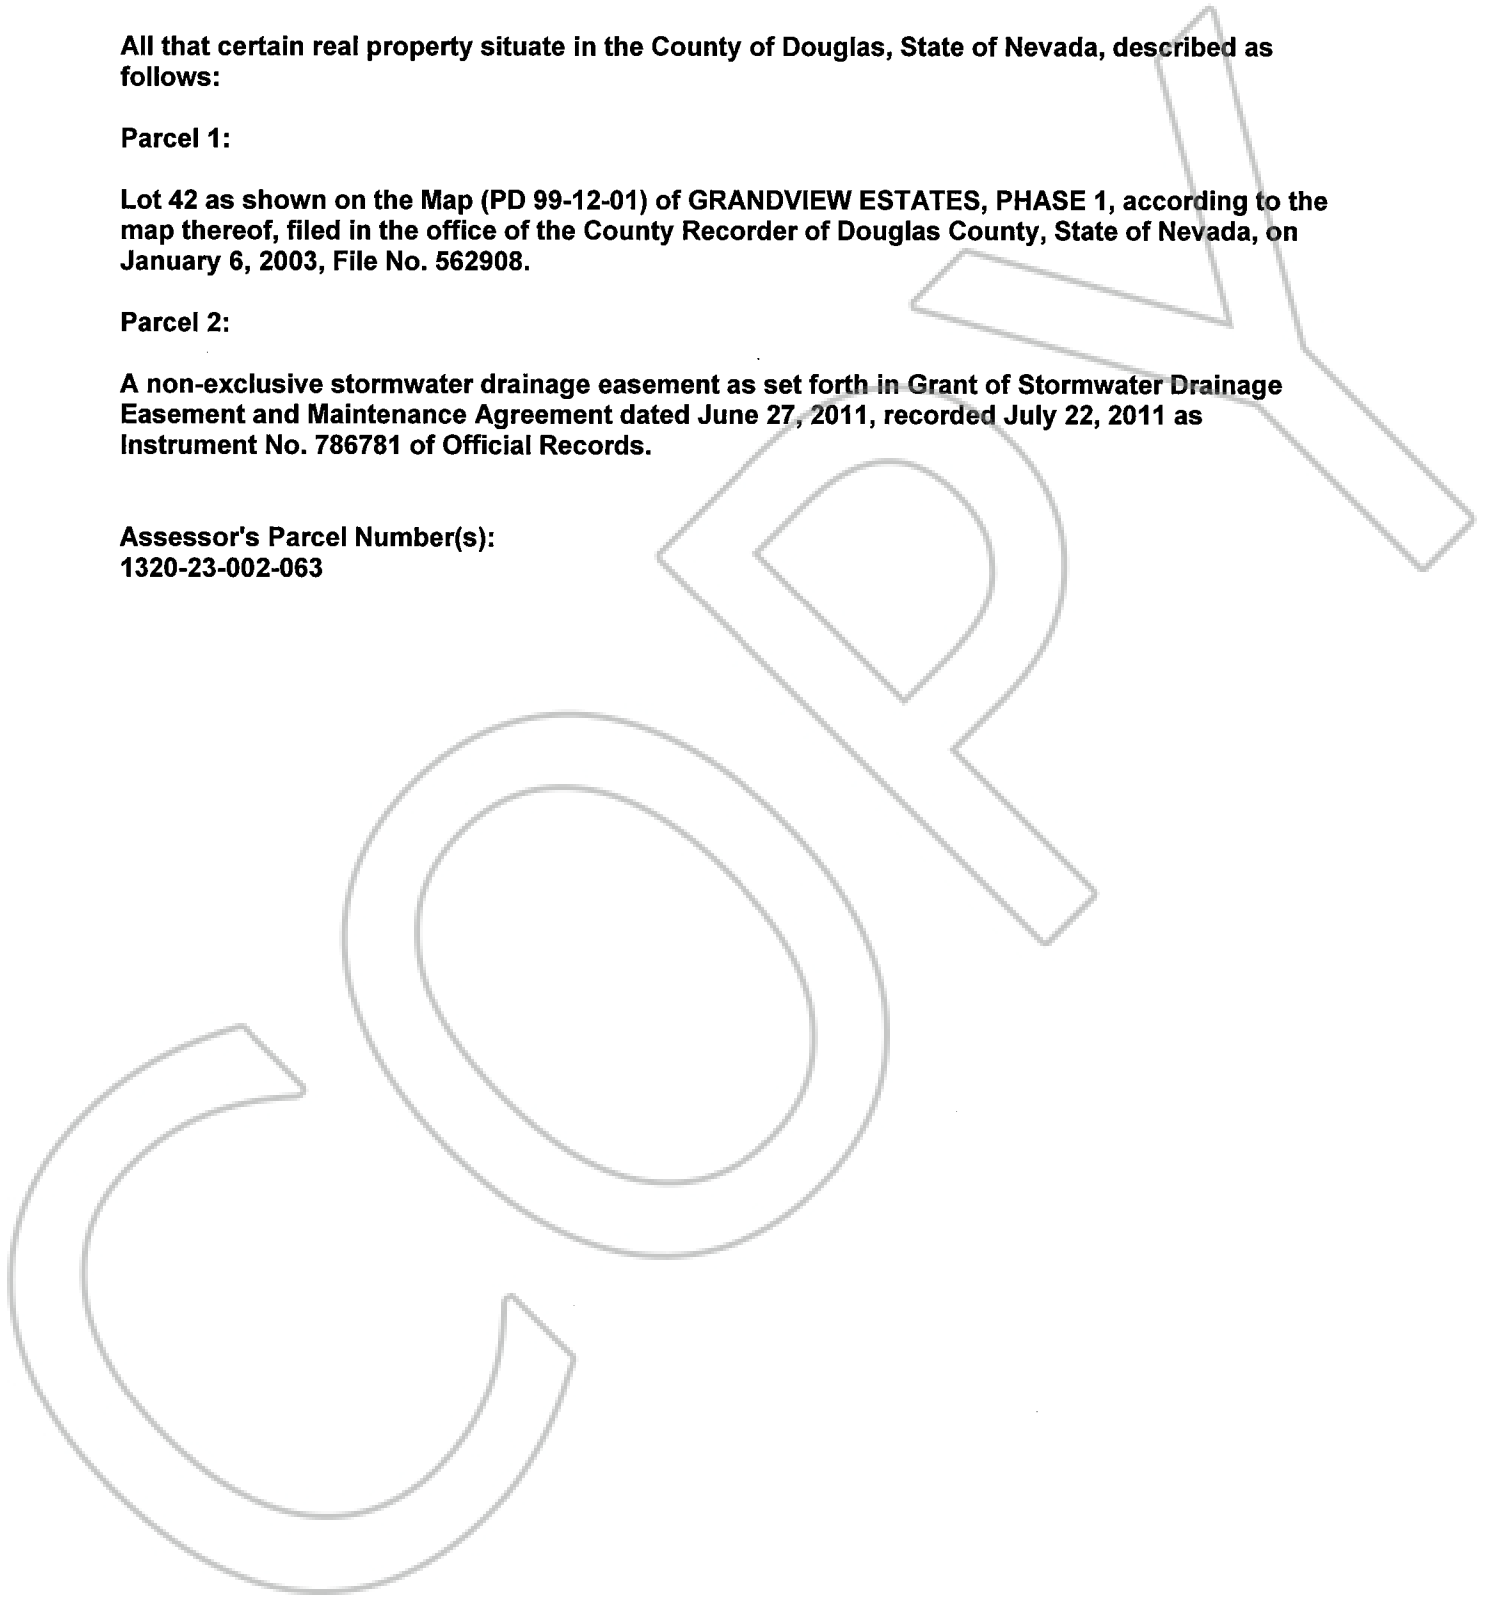 All that certain real property situate in the County of Douglas, State of Nevada, described as
follows:
Parcel 1:
Lot 42 as shown on the Map (PD 99-12-01) of GRANDVIEW ESTATES, PHASE 1, according to the
map thereof, filed in the office of the County Recorder of Douglas County, State of Nevada, on
January 6, 2003, File No. 562908.
Parcel 2:
A non-exclusive stormwater drainage easement as set forth in Grant of Stormwater Drainage
Easement and Maintenance Agreement dated June 27, 2011, recorded July 22, 2011 as
Instrument No. 786781 of Official Records.
Assessor's Parcel Number(s):
1320-23-002-063
COPY